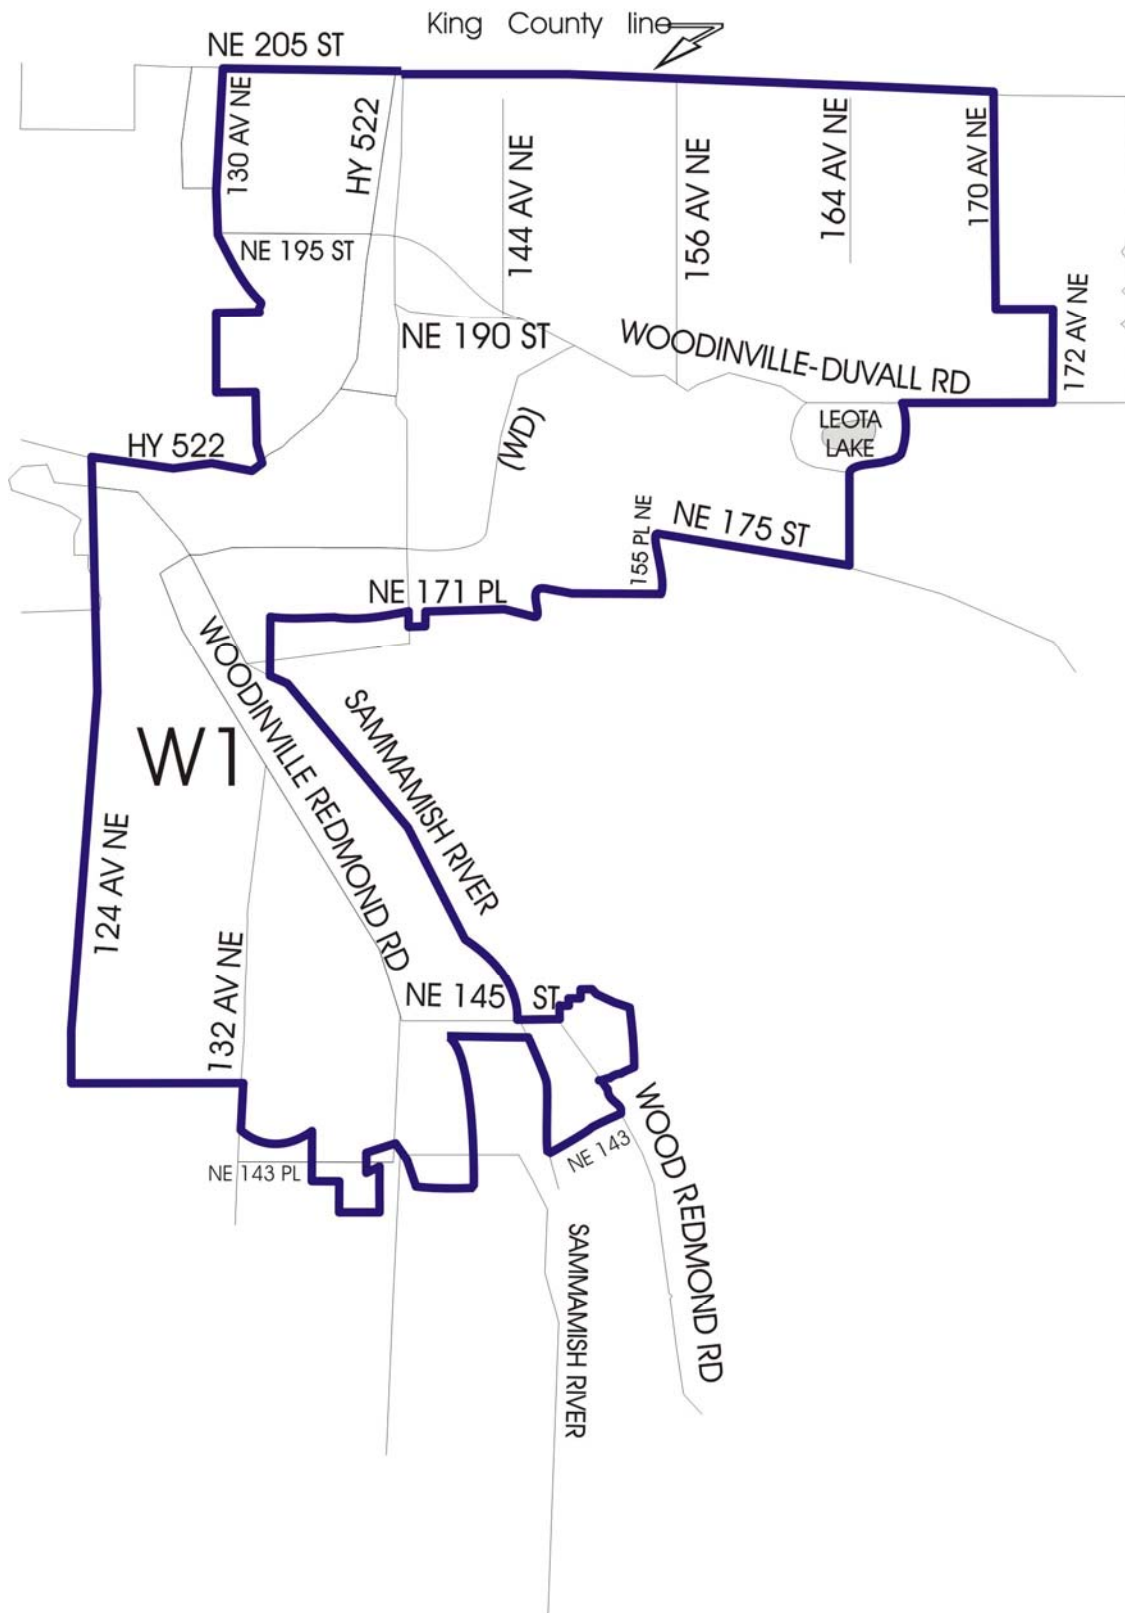 King County line
NE 205 ST
130 AV NE
HY 522
144 AV NE
156 AV NE
164 AV NE
170 AV NE
NE 195 ST
172 AV NE
NE 190 ST
WOODINVILLE-DUVALL RD
(WD)
LEOTA
LAKE
HY 522
155 PL NE
NE 175 ST
NE 171 PL
WOODINVILLE REDMOND RD
SAMMAMISH RIVER
W1
124 AV NE
132 AV NE
NE 145 ST
WOOD REDMOND RD
NE 143
NE 143 PL
SAMMAMISH RIVER